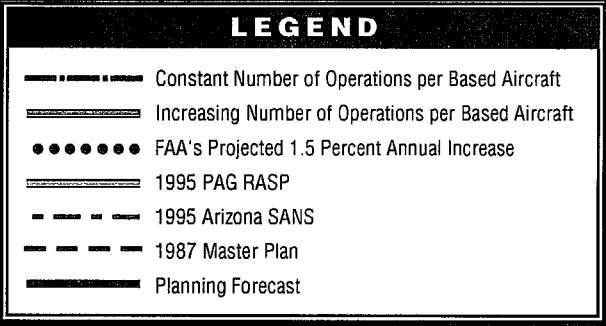 LEGEND
Constant Number of Operations per Based Aircraft
Increasing Number of Operations per Based Aircraft
FAA's Projected 1.5 Percent Annual Increase
1995 PAG RASP
1995 Arizona SANS
1987 Master Plan
Planning Forecast